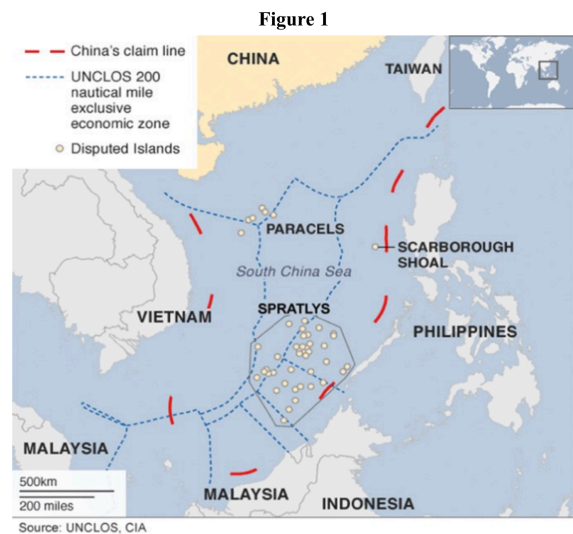 Figure 1
China's claim line
UNCLOS 200
nautical mile
exclusive
economic zone
Disputed Islands
CHINA
TAIWAN
PARACELS
SCARBOROUGH
SHOAL
South China Sea
SPRATLYS
VIETNAM
PHILIPPINES
MALAYSIA
MALAYSIA
INDONESIA
500km
200 miles
Source: UNCLOS, CIA